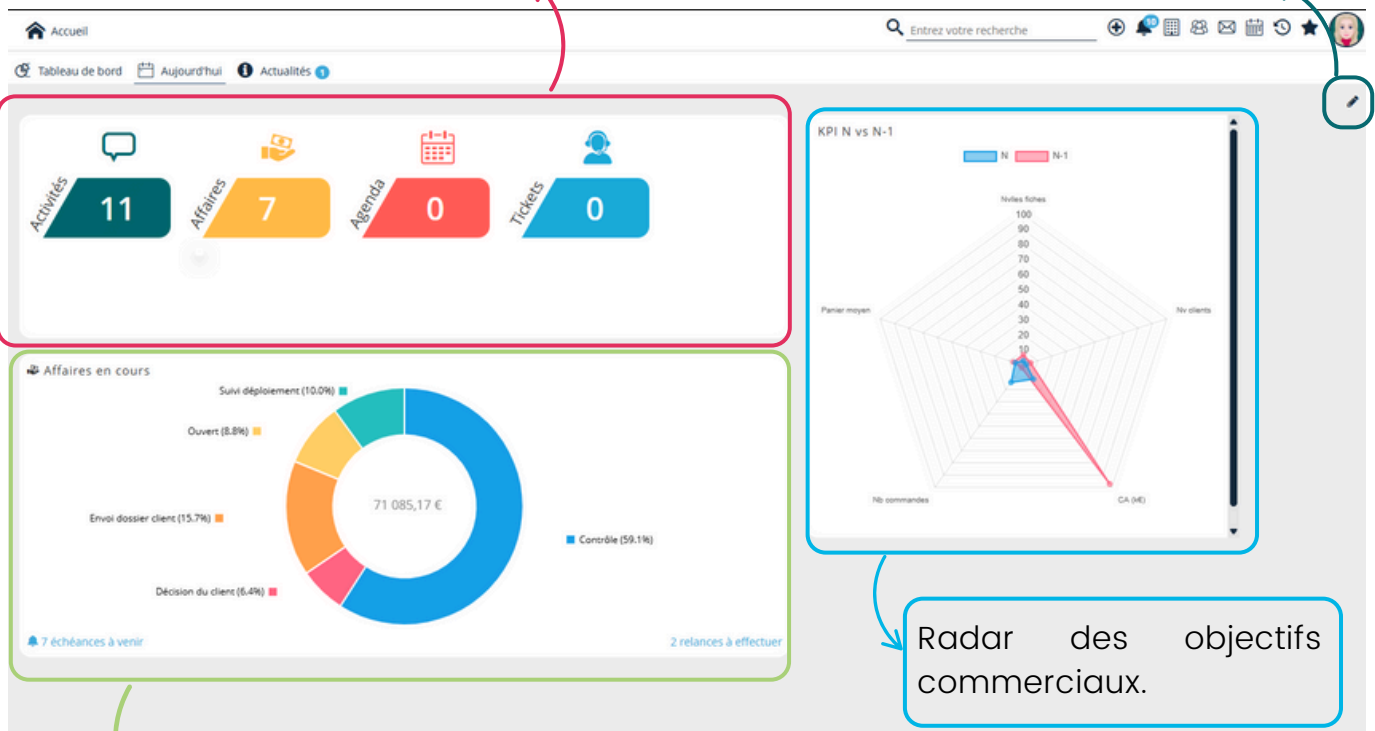 Accueil
Entrez votre recherche
10
Tableau de bord
Aujourd'hui
Actualités 1
Activités
11
Affaires
7
Agenda
0
Tickets
0
KPI N vs N-1
N
N-1
Nvlles fiches
100
90
80
70
60
50
40
30
20
10
Panier moyen
Nv clients
Nb commandes
CA (M€)
Affaires en cours
Suivi déploiement (10.0%)
Ouvert (8.8%)
Envoi dossier client (15.7%)
Décision du client (6.4%)
71 085,17 €
Contrôle (59.1%)
7 échéances à venir
2 relances à effectuer
Radar des objectifs
commerciaux.